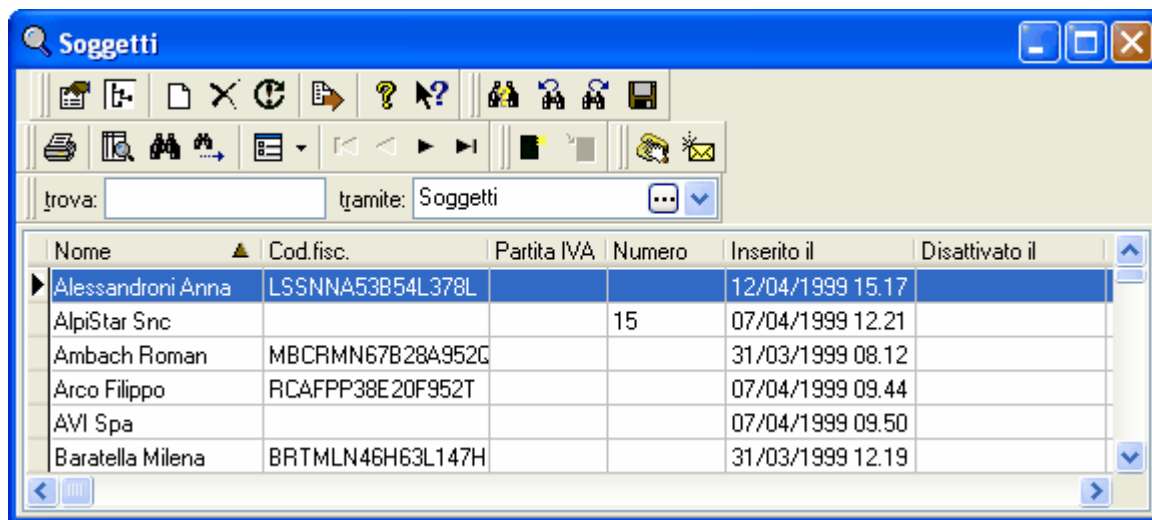 Soggetti
trova: tramite: Soggetti
Nome Cod.fisc. Partita IVA Numero Inserito il Disattivato il
Alessandroni Anna LSSNNA53B54L378L 12/04/1999 15.17
AlpiStar Snc 15 07/04/1999 12.21
Ambach Roman MBCRMN67B28A952Q 31/03/1999 08.12
Arco Filippo RCAFPP38E20F952T 07/04/1999 09.44
AVI Spa 07/04/1999 09.50
Baratella Milena BRTMLN46H63L147H 31/03/1999 12.19